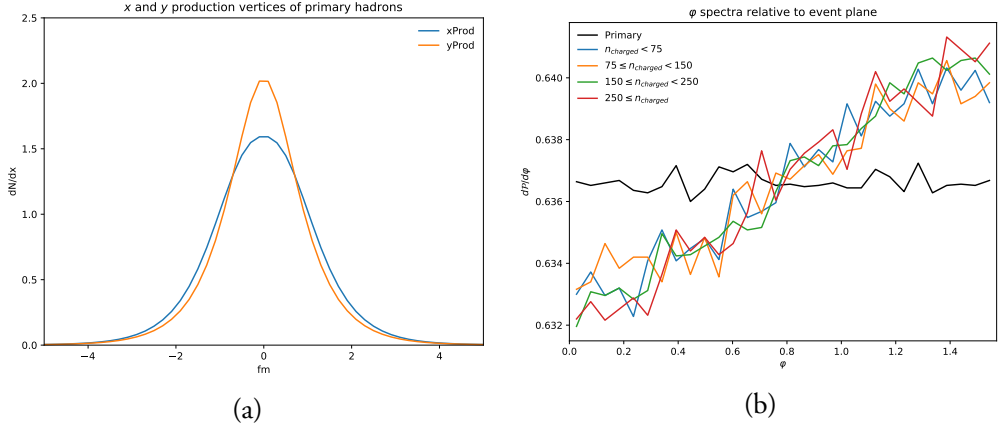 x and y production vertices of primary hadrons
2.5
2.0
1.5
1.0
0.5
0.0
dN/dx
xProd
yProd
−4
−2
0
2
4
fm
(a)
φ spectra relative to event plane
0.640
0.638
0.636
0.634
0.632
dP/dφ
Primary
n_charged < 75
75 ≤ n_charged < 150
150 ≤ n_charged < 250
250 ≤ n_charged
0.0
0.2
0.4
0.6
0.8
1.0
1.2
1.4
φ
(b)